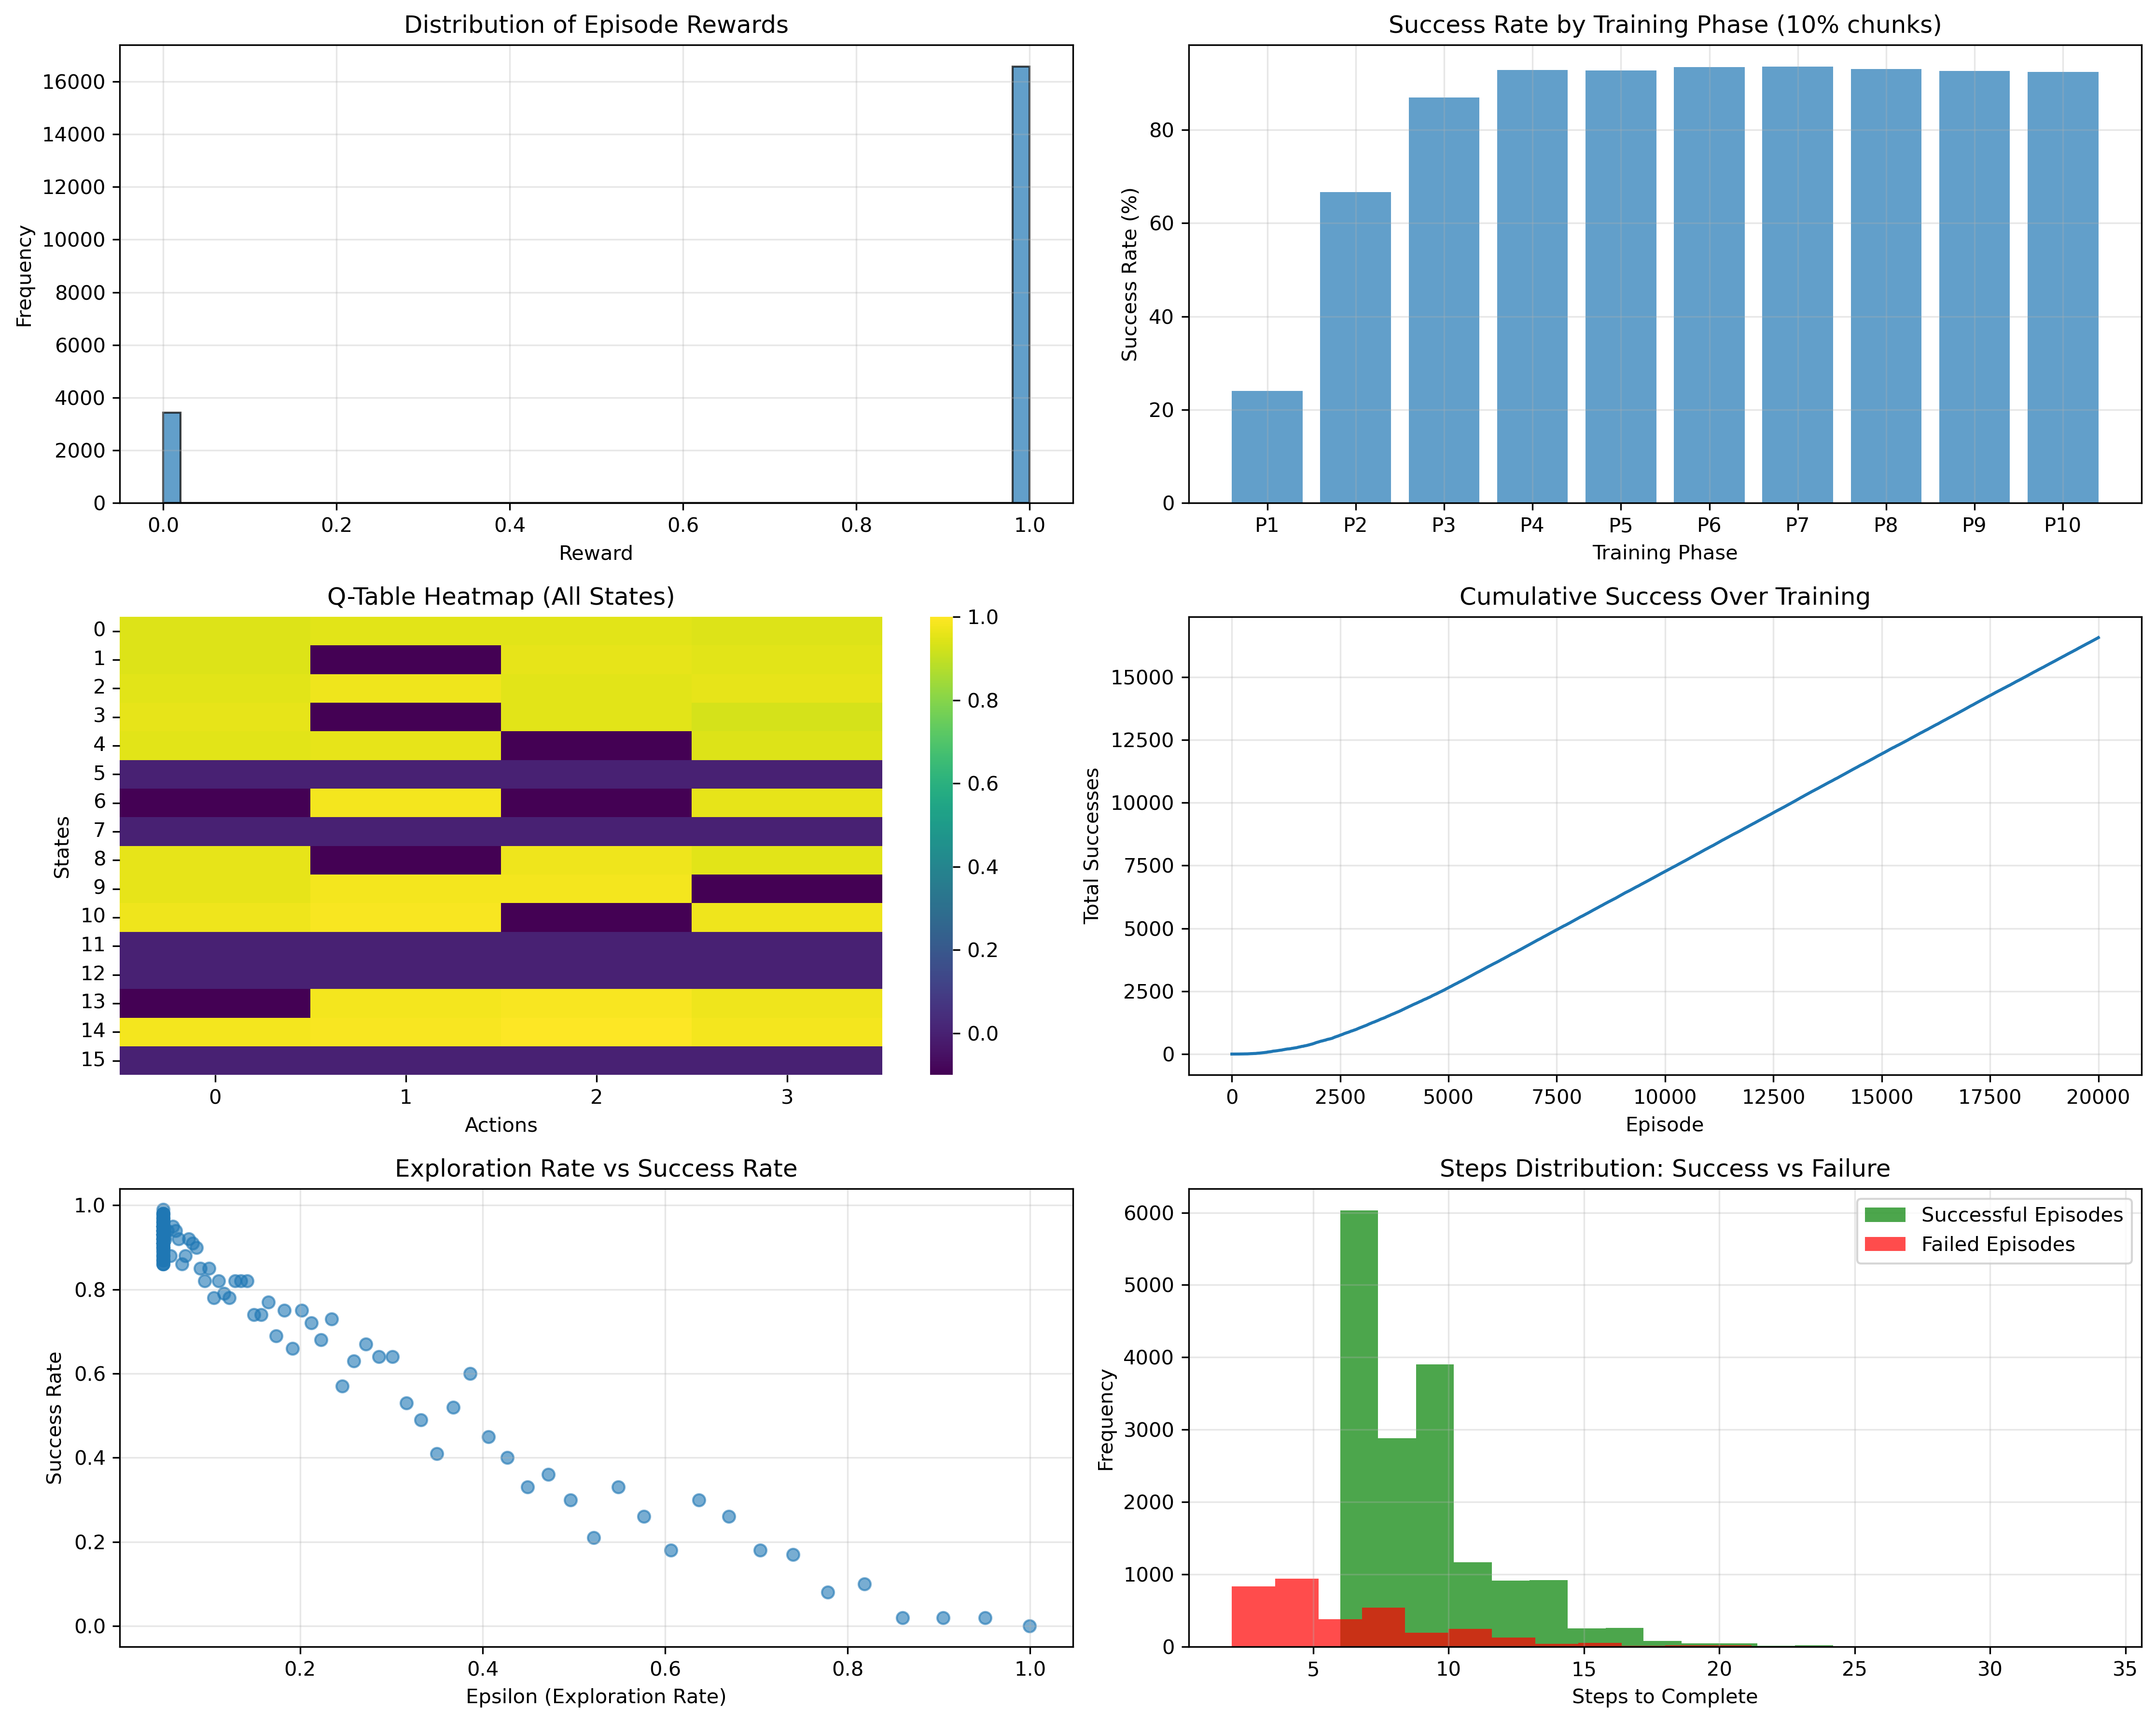 Distribution of Episode Rewards
Frequency
16000
14000
12000
10000
8000
6000
4000
2000
0
0.0 0.2 0.4 0.6 0.8 1.0
Reward
Success Rate by Training Phase (10% chunks)
Success Rate (%)
80
60
40
20
0
P1 P2 P3 P4 P5 P6 P7 P8 P9 P10
Training Phase
Q-Table Heatmap (All States)
States
0
1
2
3
4
5
6
7
8
9
10
11
12
13
14
15
0 1 2 3
Actions
1.0
0.8
0.6
0.4
0.2
0.0
Cumulative Success Over Training
Total Successes
15000
12500
10000
7500
5000
2500
0
0 2500 5000 7500 10000 12500 15000 17500 20000
Episode
Exploration Rate vs Success Rate
Success Rate
1.0
0.8
0.6
0.4
0.2
0.0
0.2 0.4 0.6 0.8 1.0
Epsilon (Exploration Rate)
Steps Distribution: Success vs Failure
Successful Episodes
Failed Episodes
Frequency
6000
5000
4000
3000
2000
1000
0
5 10 15 20 25 30 35
Steps to Complete